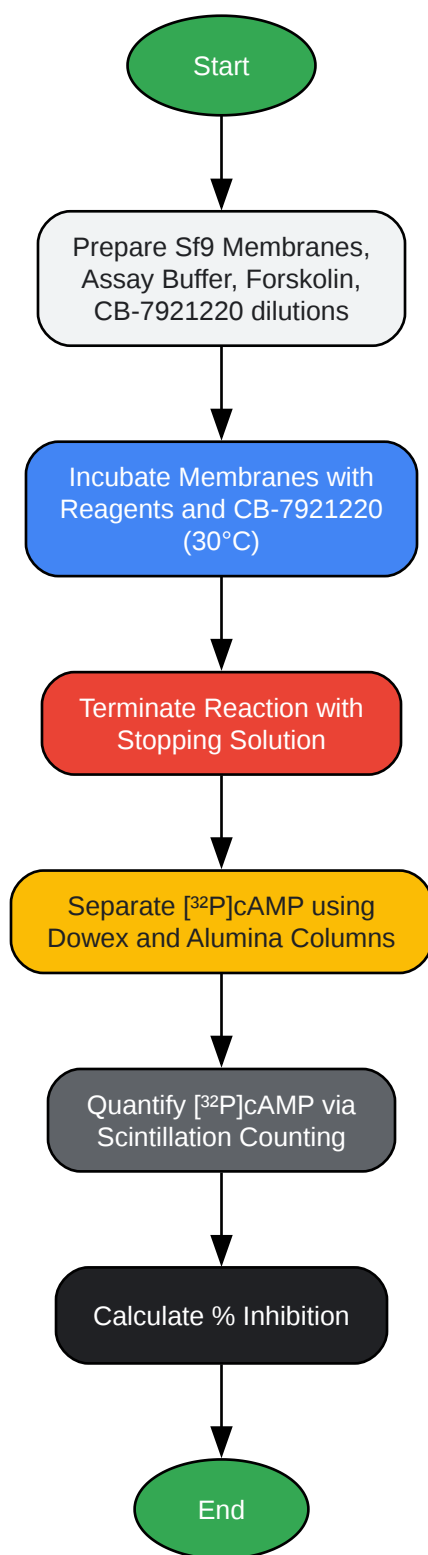 Start
Prepare Sf9 Membranes,
Assay Buffer, Forskolin,
CB-7921220 dilutions
Incubate Membranes with
Reagents and CB-7921220
(30°C)
Terminate Reaction with
Stopping Solution
Separate [³²P]cAMP using
Dowex and Alumina Columns
Quantify [³²P]cAMP via
Scintillation Counting
Calculate % Inhibition
End